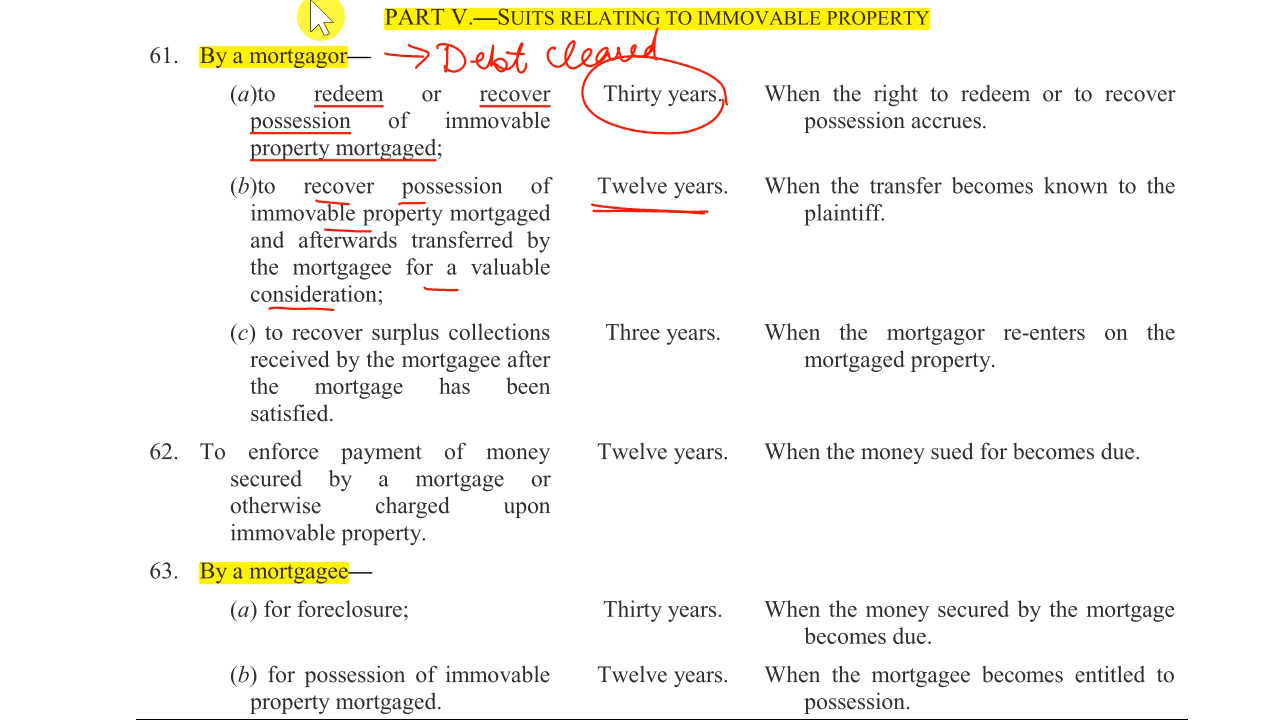 PART V.—SUITS RELATING TO IMMOVABLE PROPERTY
61. By a mortgagor— → Debt cleared
(a)to redeem or recover Thirty years. When the right to redeem or to recover
possession of immovable possession accrues.
property mortgaged;
(b)to recover possession of Twelve years. When the transfer becomes known to the
immovable property mortgaged plaintiff.
and afterwards transferred by
the mortgagee for a valuable
consideration;
(c) to recover surplus collections Three years. When the mortgagor re-enters on the
received by the mortgagee after mortgaged property.
the mortgage has been
satisfied.
62. To enforce payment of money Twelve years. When the money sued for becomes due.
secured by a mortgage or
otherwise charged upon
immovable property.
63. By a mortgagee—
(a) for foreclosure; Thirty years. When the money secured by the mortgage
becomes due.
(b) for possession of immovable Twelve years. When the mortgagee becomes entitled to
property mortgaged. possession.